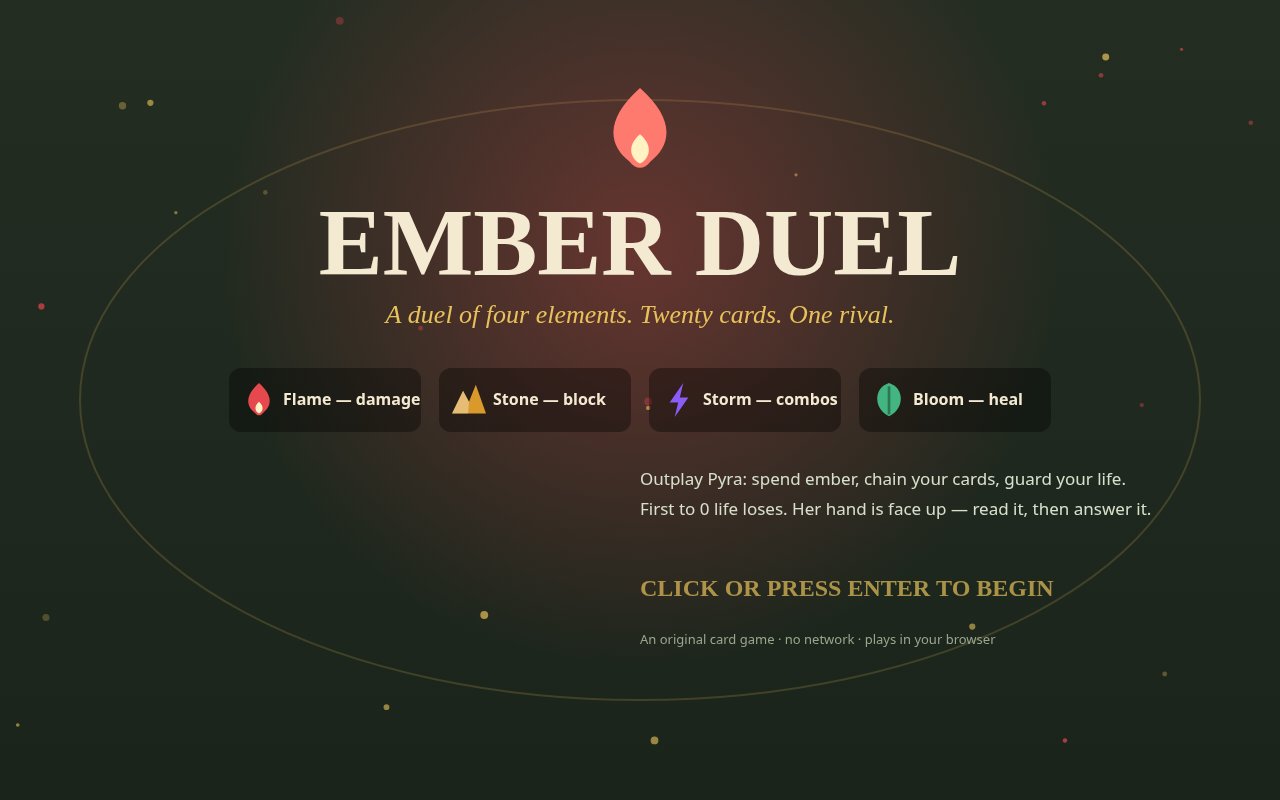 EMBER DUEL
A duel of four elements. Twenty cards. One rival.
Flame — damage
Stone — block
Storm — combos
Bloom — heal
Outplay Pyra: spend ember, chain your cards, guard your life.
First to 0 life loses. Her hand is face up — read it, then answer it.
CLICK OR PRESS ENTER TO BEGIN
An original card game · no network · plays in your browser